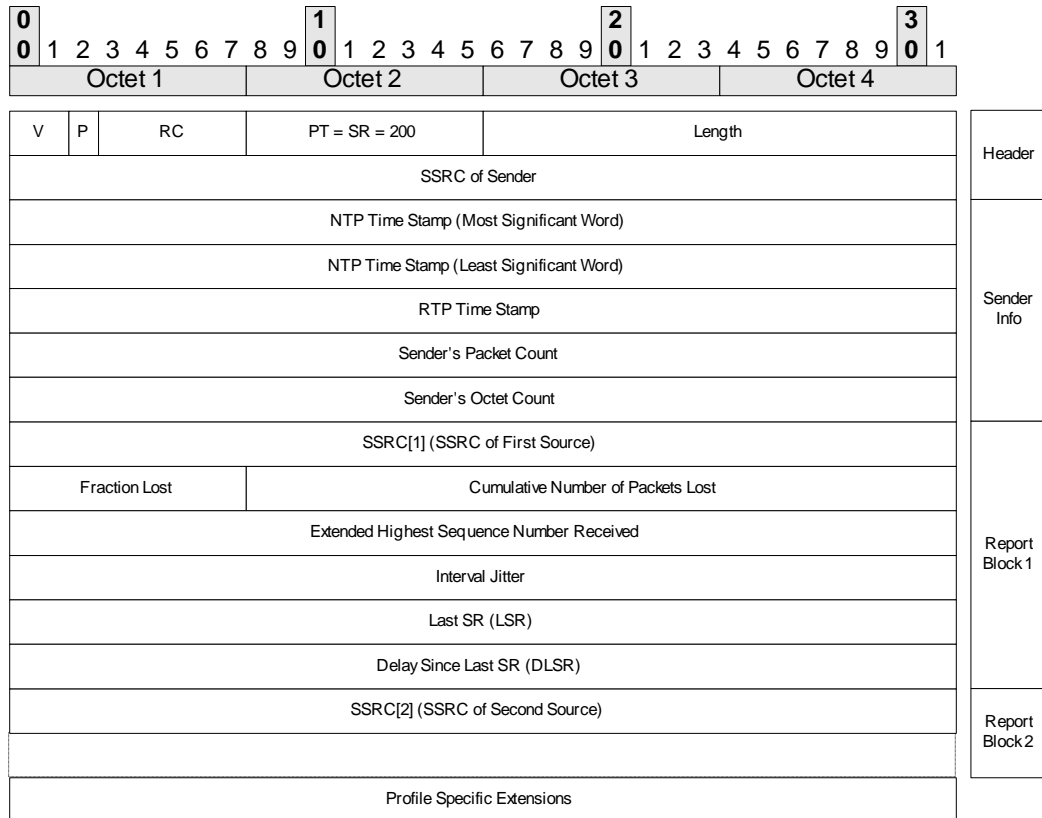 0 1 2 3
0 1 2 3 4 5 6 7 8 9 0 1 2 3 4 5 6 7 8 9 0 1 2 3 4 5 6 7 8 9 0 1
Octet 1 Octet 2 Octet 3 Octet 4
V P RC PT = SR = 200 Length
Header
SSRC of Sender
NTP Time Stamp (Most Significant Word)
NTP Time Stamp (Least Significant Word)
RTP Time Stamp
Sender
Info
Sender's Packet Count
Sender's Octet Count
SSRC[1] (SSRC of First Source)
Fraction Lost Cumulative Number of Packets Lost
Extended Highest Sequence Number Received
Report
Block 1
Interval Jitter
Last SR (LSR)
Delay Since Last SR (DLSR)
SSRC[2] (SSRC of Second Source)
Report
Block 2
Profile Specific Extensions